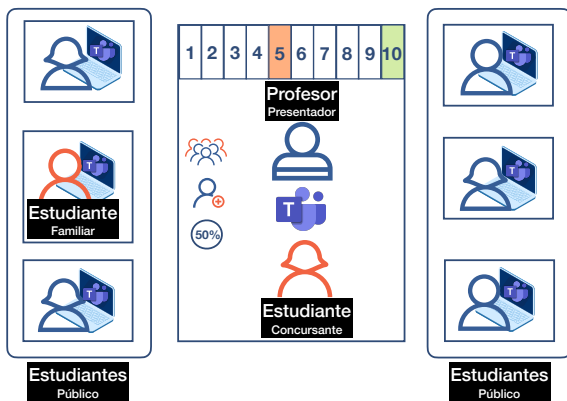 1 2 3 4 5 6 7 8 9 10
Profesor
Presentador
T
T
T
T
T
T
T
50%
Estudiante
Familiar
Estudiante
Concursante
Estudiantes
Público
Estudiantes
Público